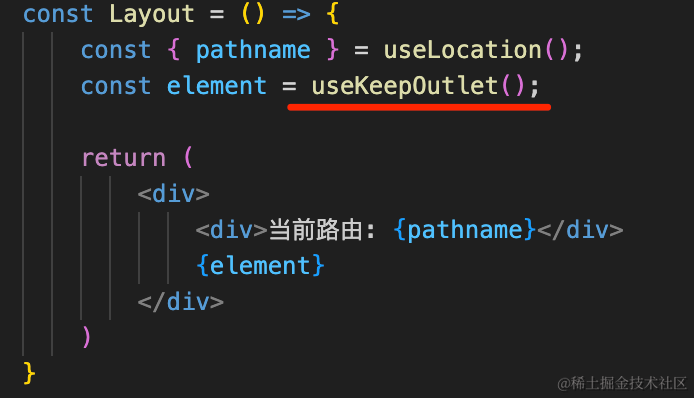 const Layout = () => {
    const { pathname } = useLocation();
    const element = useKeepOutlet();
    return (
        <div>
            <div>当前路由: {pathname}</div>
            {element}
        </div>
    )
}
@稀土掘金技术社区